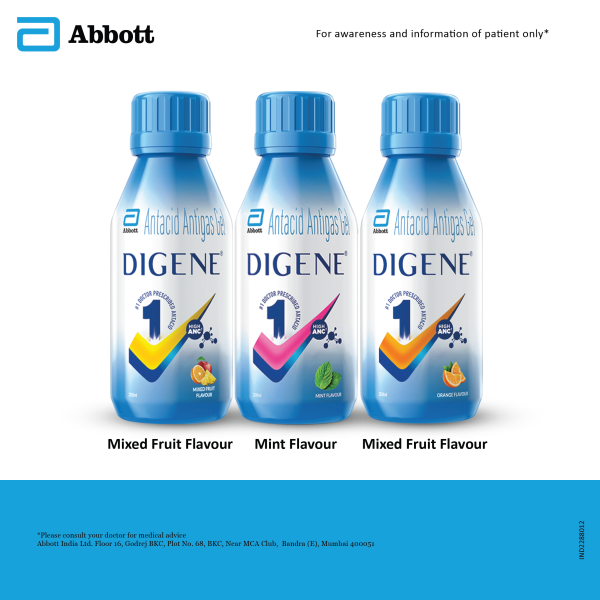 Abbott
For awareness and information of patient only*
Abbott
Antacid Antigas Gel
DIGENE®
#1 DOCTOR PRESCRIBED ANTACID
1
HIGH
ANC
MIXED FRUIT
FLAVOUR
Abbott
Antacid Antigas Gel
DIGENE®
#1 DOCTOR PRESCRIBED ANTACID
1
HIGH
ANC
MINT FLAVOUR
Abbott
Antacid Antigas Gel
DIGENE®
#1 DOCTOR PRESCRIBED ANTACID
1
HIGH
ANC
ORANGE FLAVOUR
Mixed Fruit Flavour
Mint Flavour
Mixed Fruit Flavour
*Please consult your doctor for medical advice
Abbott India Ltd. Floor 16, Godrej BKC, Plot No. 68, BKC, Near MCA Club, Bandra (E), Mumbai 400051
IND2288012